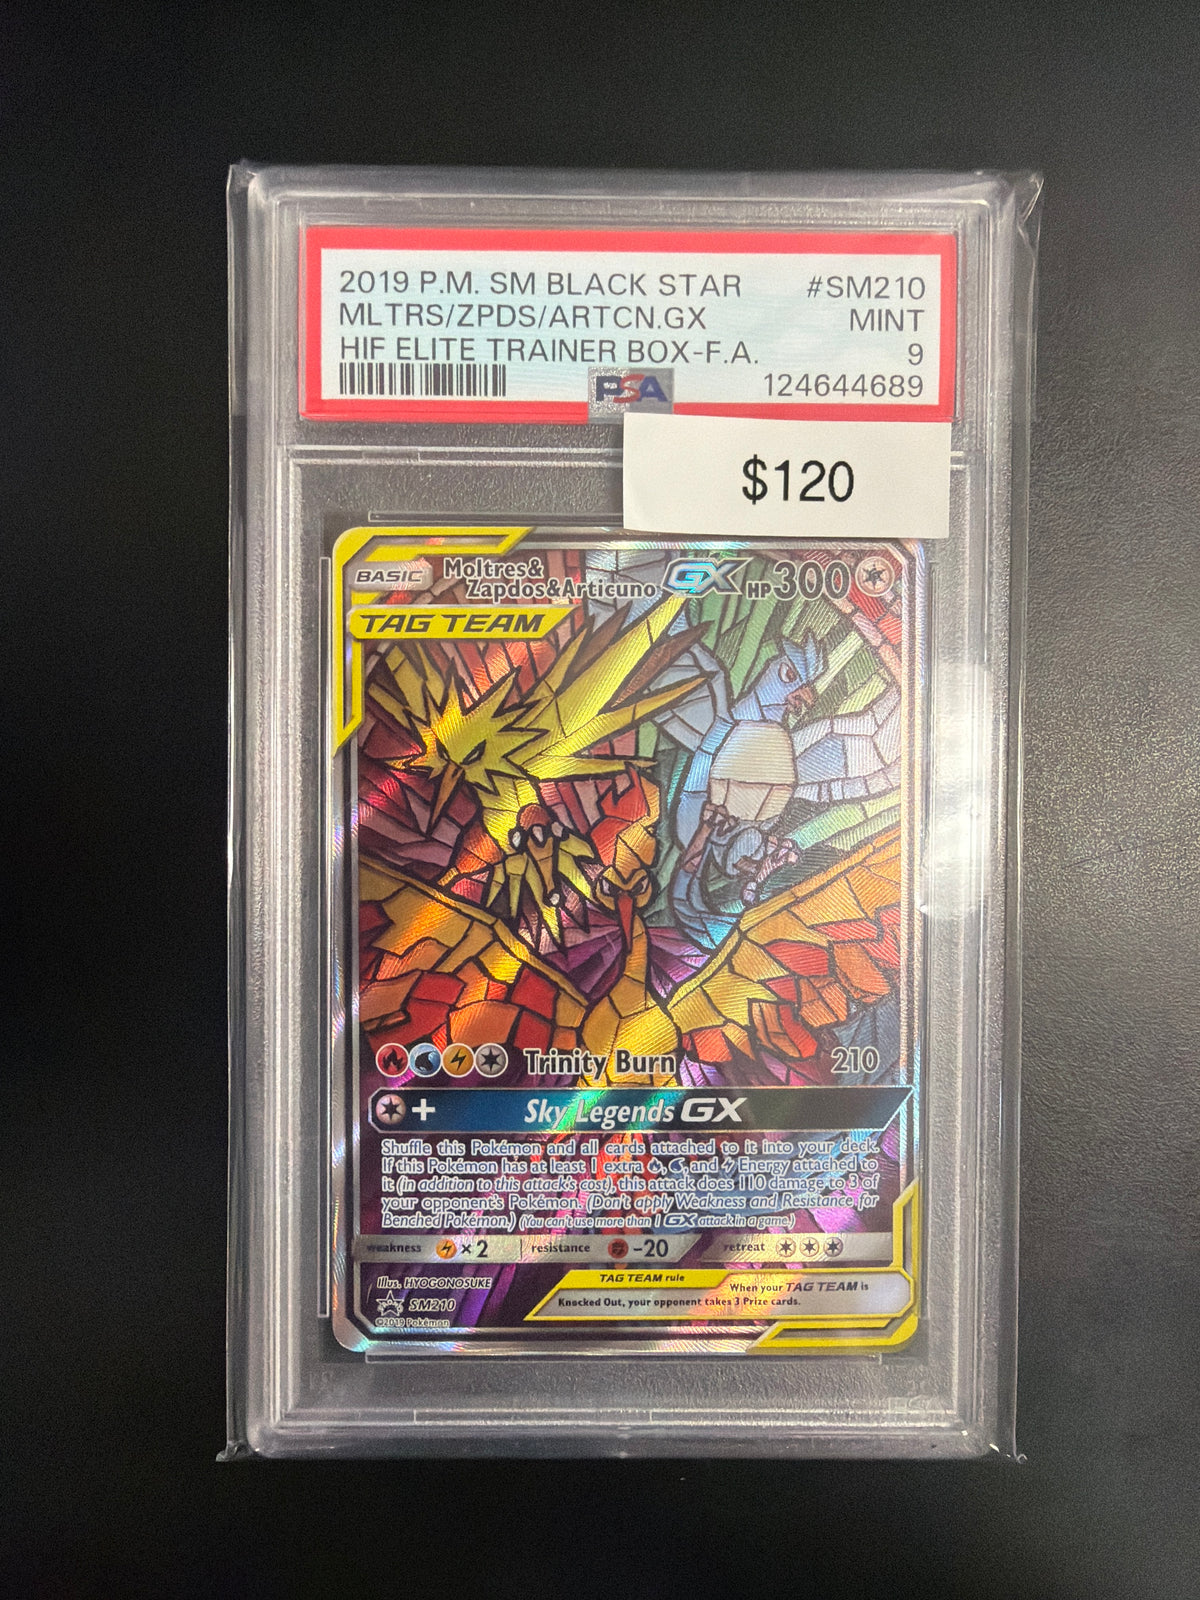 2019 P.M. SM BLACK STAR #SM210
MLTRS/ZPDS/ARTCN.GX MINT
HIF ELITE TRAINER BOX-F.A. 9
PSA 124644689
$120
BASIC Moltres&
Zapdos&Articuno GX HP300
TAG TEAM
Trinity Burn 210
+ Sky Legends GX
Shuffle this Pokémon and all cards attached to it into your deck.
If this Pokémon has at least 1 extra , , and Energy attached to
it (in addition to this attack's cost), this attack does 110 damage to 3 of
your opponent's Pokémon. (Don't apply Weakness and Resistance for
Benched Pokémon.) (You can't use more than 1 GX attack in a game.)
weakness ×2 resistance -20 retreat
Illus. HYOGONOSUKE
SM210
©2019 Pokémon
TAG TEAM rule When your TAG TEAM is
Knocked Out, your opponent takes 3 Prize cards.